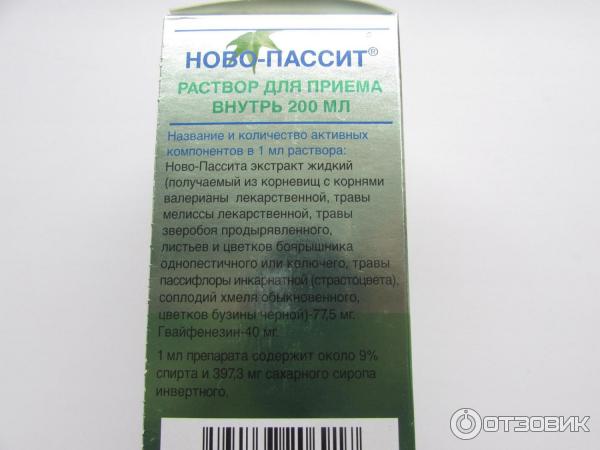 НОВО-ПАССИТ®
РАСТВОР ДЛЯ ПРИЕМА
ВНУТРЬ 200 МЛ
Название и количество активных
компонентов в 1 мл раствора:
Ново-Пассита экстракт жидкий
(получаемый из корневищ с корнями
валерианы лекарственной, травы
мелиссы лекарственной, травы
зверобоя продырявленного,
листьев и цветков боярышника
однопестичного или колючего, травы
пассифлоры инкарнатной (страстоцвета),
соплодий хмеля обыкновенного,
цветков бузины черной)-77,5 мг.
Гвайфенезин-40 мг.
1 мл препарата содержит около 9%
спирта и 397,3 мг сахарного сиропа
инвертного.
ОТЗОВИК